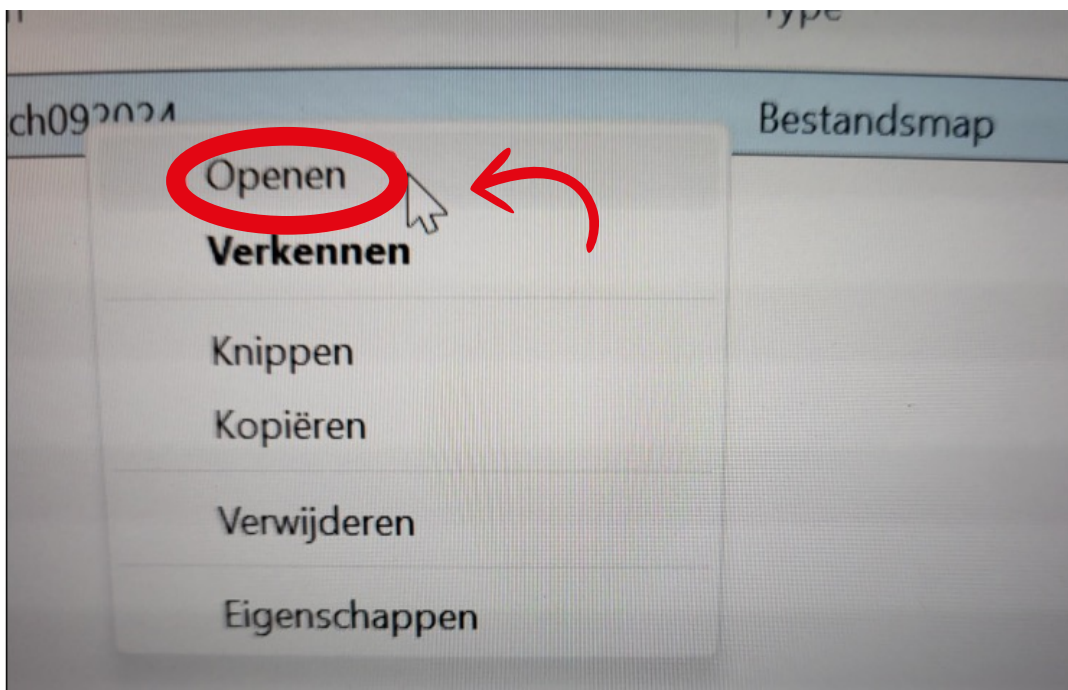 Type
ch092024
Bestandsmap
Openen
Verkennen
Knippen
Kopiëren
Verwijderen
Eigenschappen